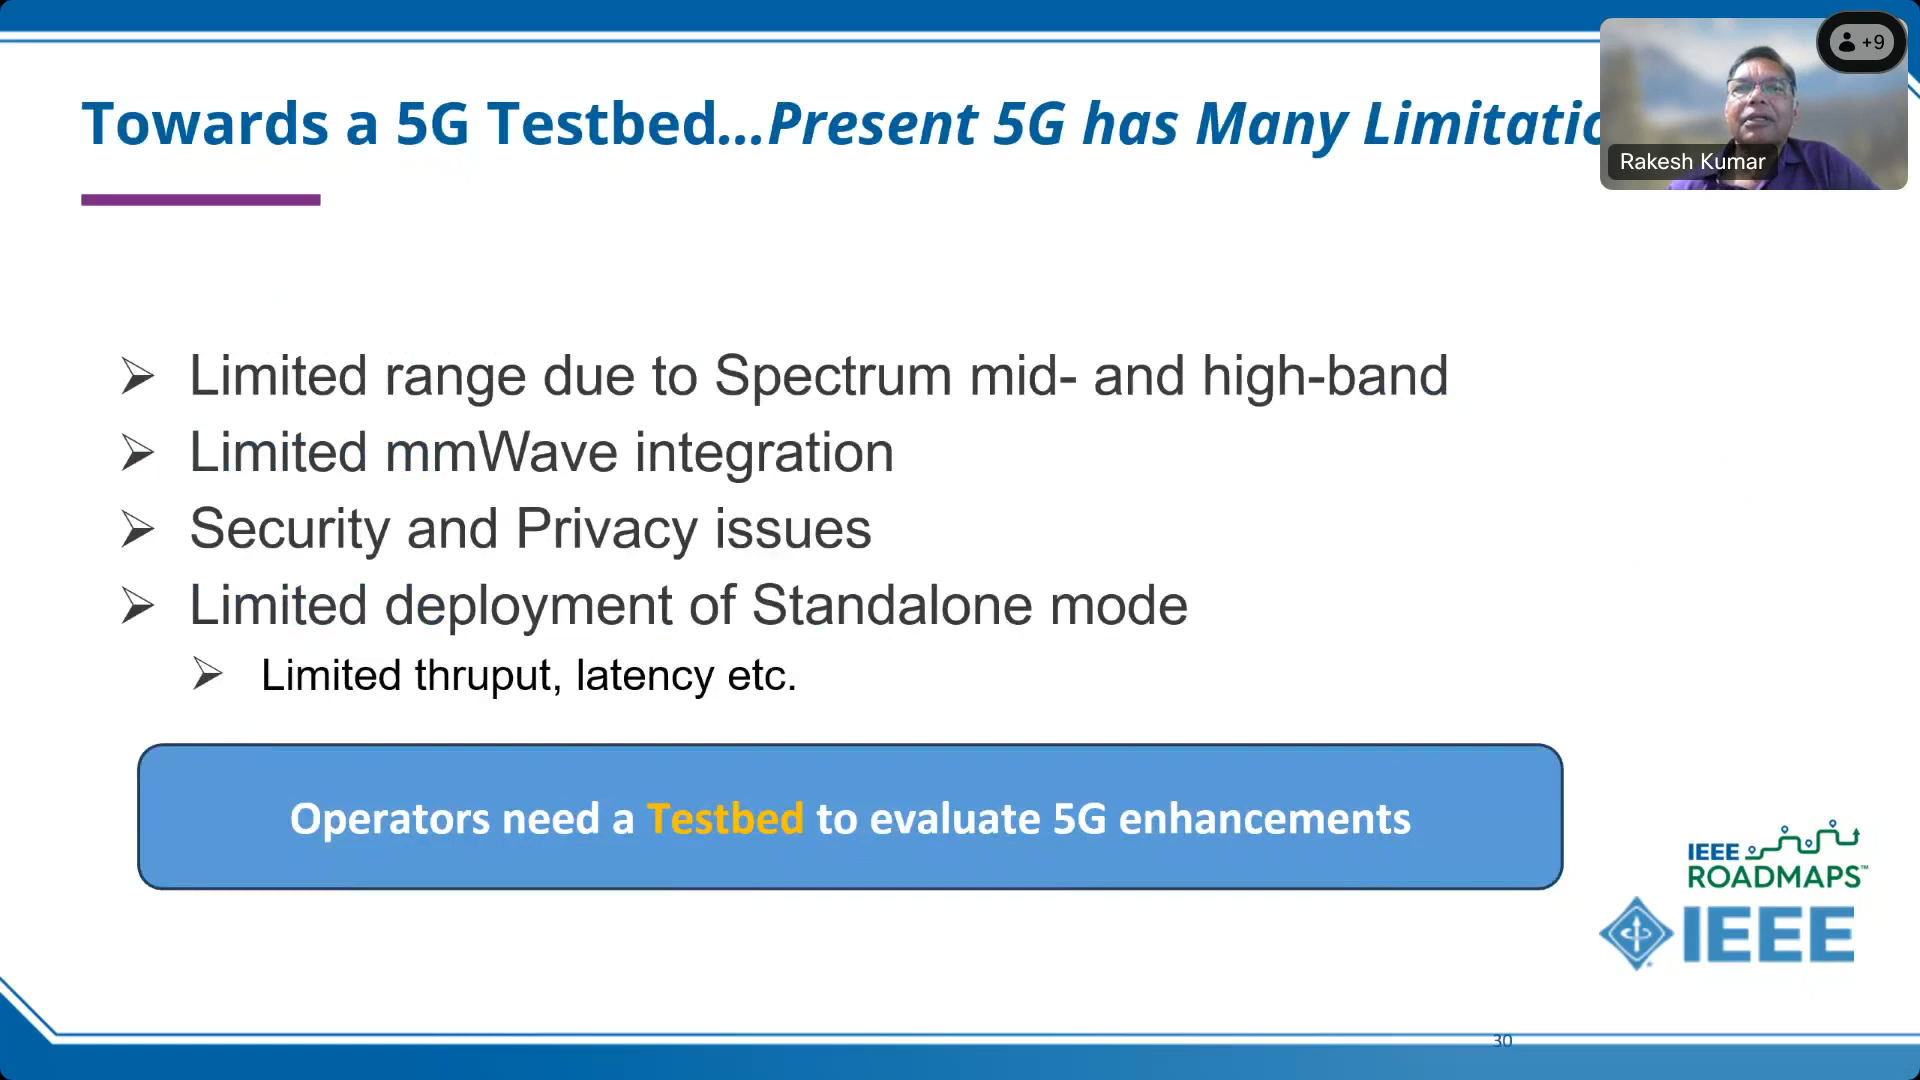 Towards a 5G Testbed...Present 5G has Many Limitatio
+9
Rakesh Kumar
Limited range due to Spectrum mid- and high-band
Limited mmWave integration
Security and Privacy issues
Limited deployment of Standalone mode
Limited thruput, latency etc.
Operators need a Testbed to evaluate 5G enhancements
IEEE
ROADMAPS™
IEEE
30